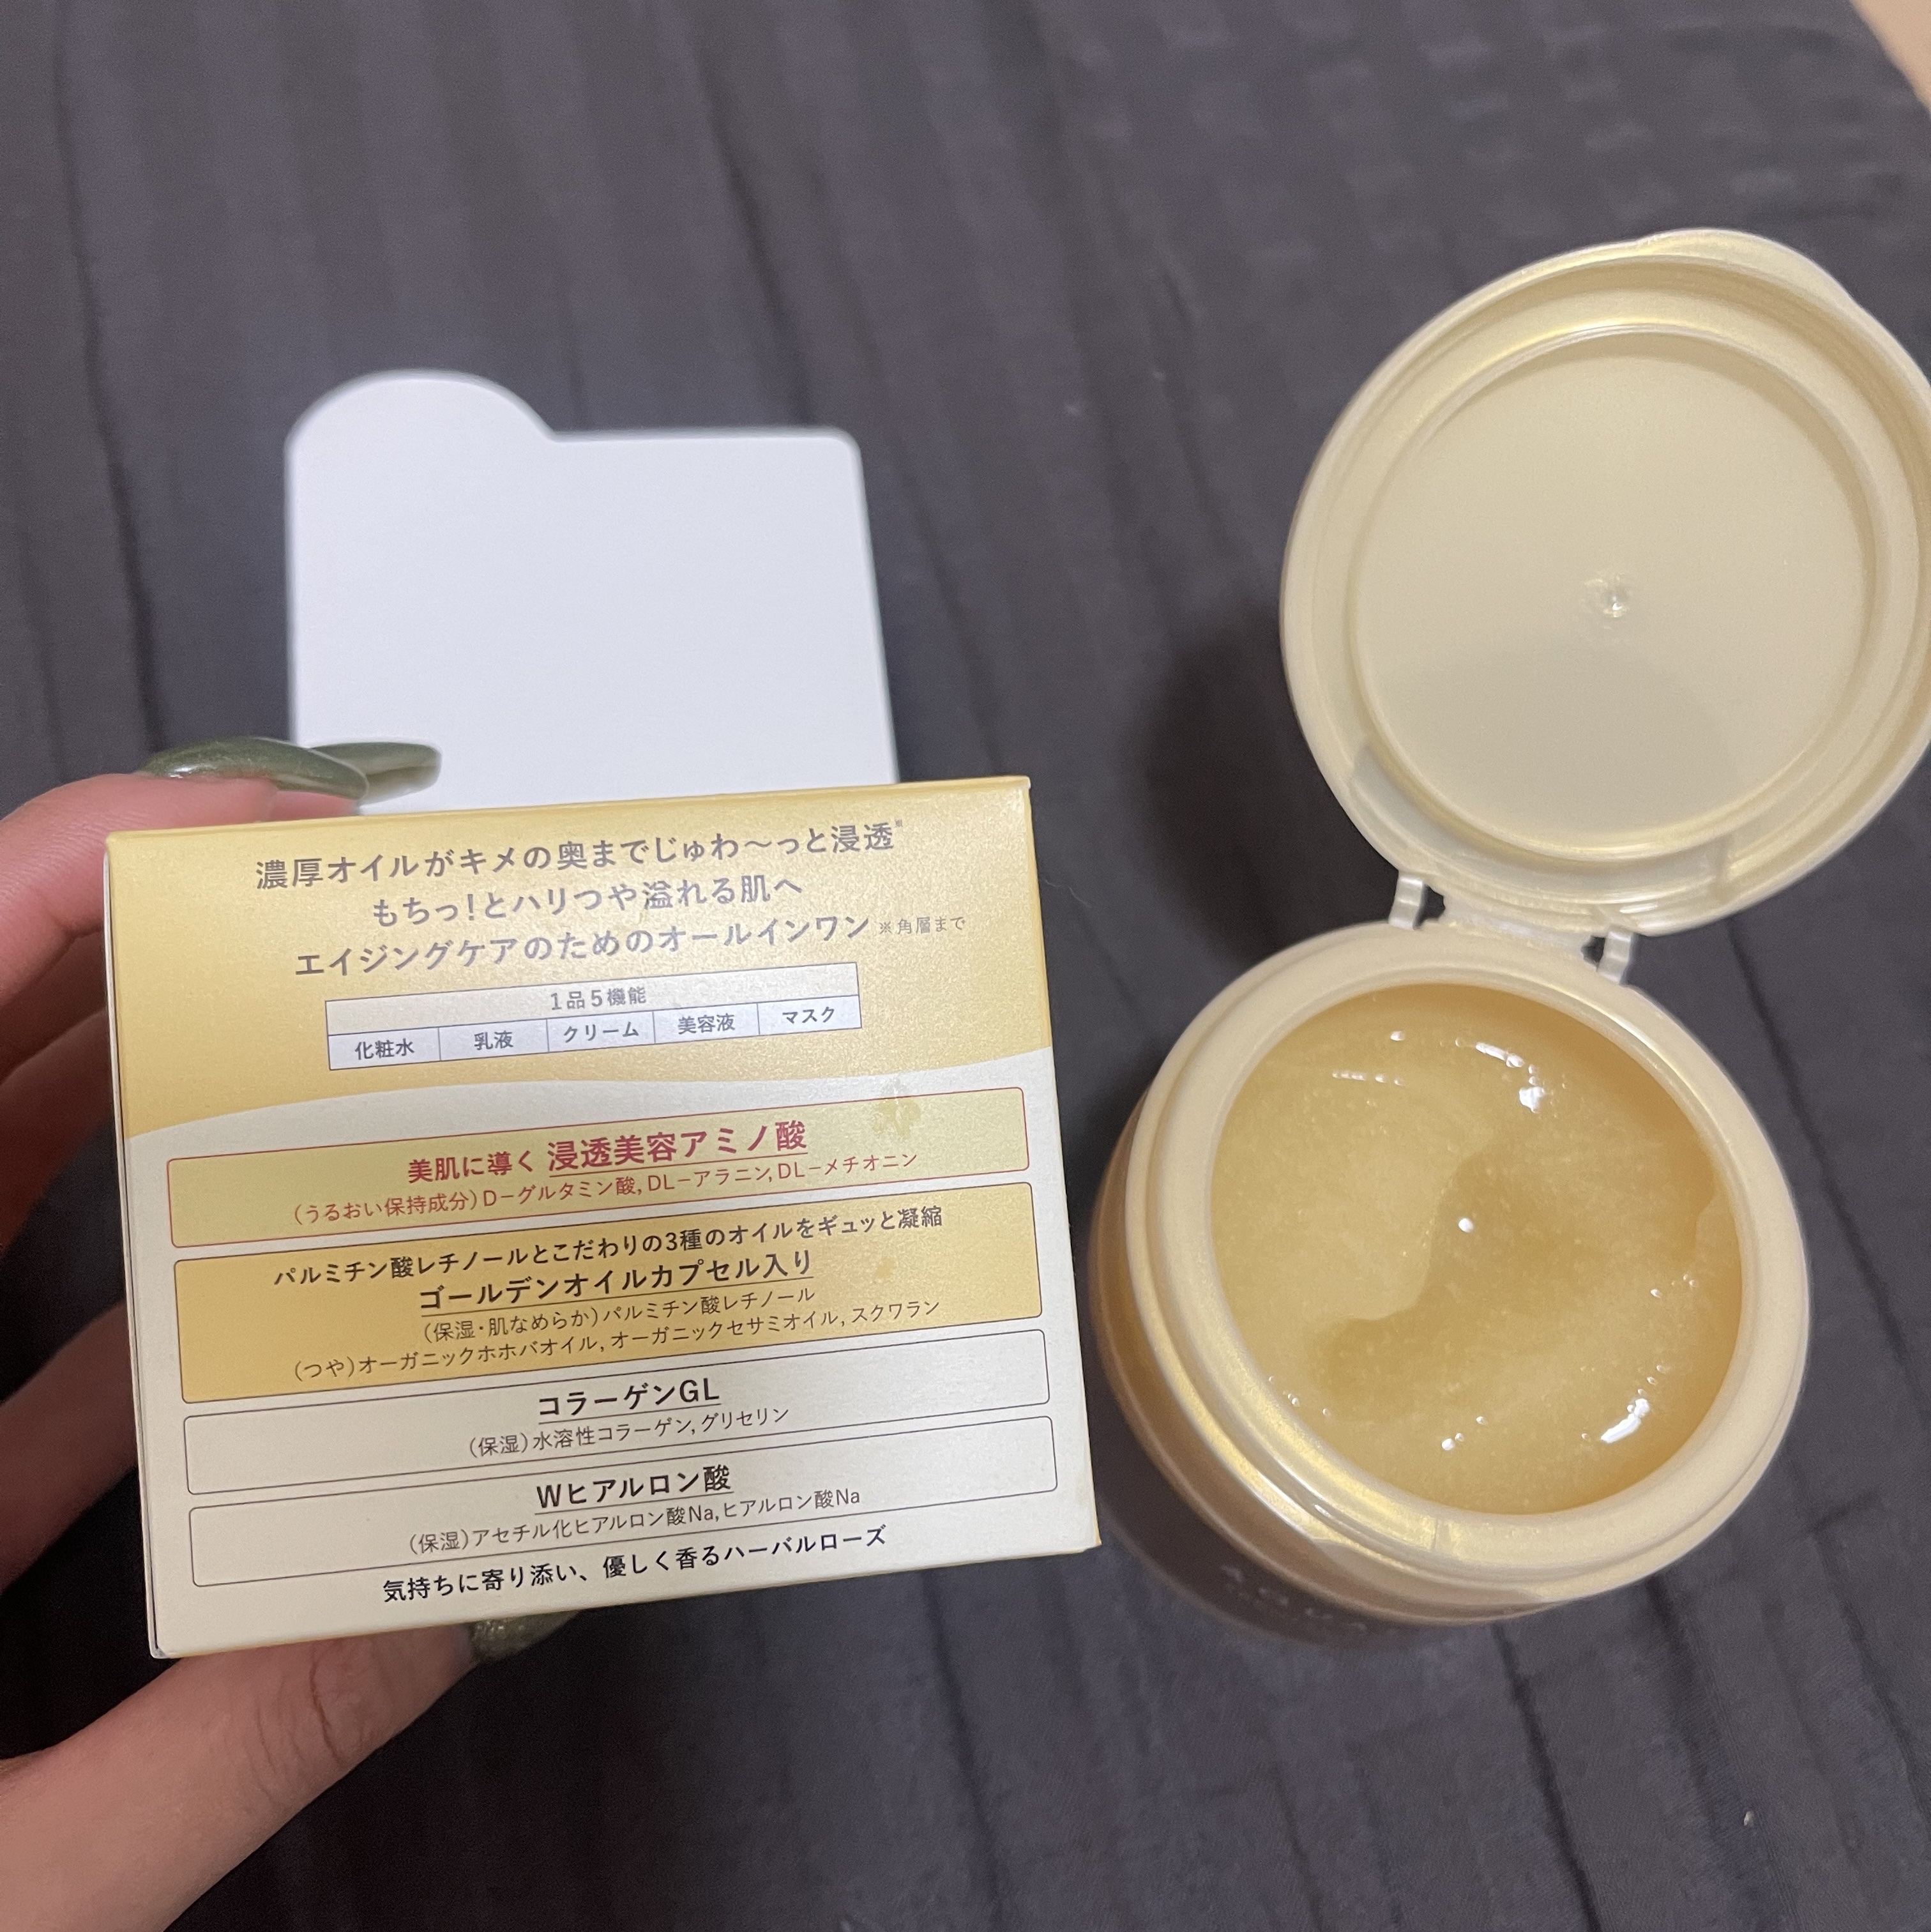 濃厚オイルがキメの奥までじゅわ〜っと浸透※
もちっ!とハリつや溢れる肌へ
エイジングケアのためのオールインワン ※角層まで
1品5機能
化粧水 乳液 クリーム 美容液 マスク
美肌に導く 浸透美容アミノ酸
(うるおい保持成分)D−グルタミン酸, DL−アラニン, DL−メチオニン
パルミチン酸レチノールとこだわりの3種のオイルをギュッと凝縮
ゴールデンオイルカプセル入り
(保湿・肌なめらか)パルミチン酸レチノール
(つや)オーガニックホホバオイル, オーガニックセサミオイル, スクワラン
コラーゲンGL
(保湿)水溶性コラーゲン, グリセリン
Wヒアルロン酸
(保湿)アセチル化ヒアルロン酸Na, ヒアルロン酸Na
気持ちに寄り添い、優しく香るハーバルローズ